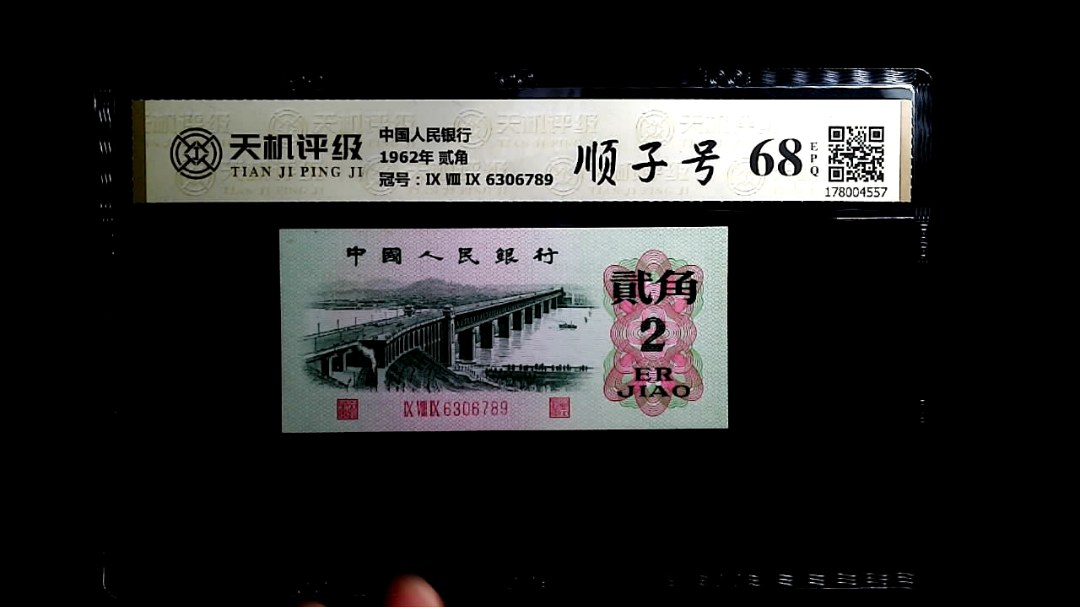 天机评级
TIAN JI PING JI
中国人民银行
1962年 贰角
冠号：Ⅸ Ⅷ Ⅸ 6306789
顺子号
68
EPQ
178004557
中國人民銀行
貳角
2
ER
JIAO
Ⅸ Ⅷ Ⅸ 6306789